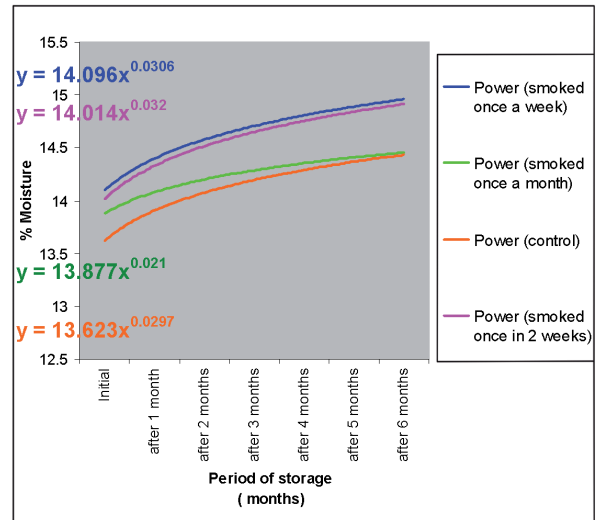 15.5
y = 14.096x^0.0306
15
y = 14.014x^0.032
14.5
14
13.5
y = 13.877x^0.021
13
y = 13.623x^0.0297
12.5
% Moisture
Initial
after 1 month
after 2 months
after 3 months
after 4 months
after 5 months
after 6 months
Period of storage
( months)
Power (smoked
once a week)
Power (smoked
once a month)
Power (control)
Power (smoked
once in 2 weeks)